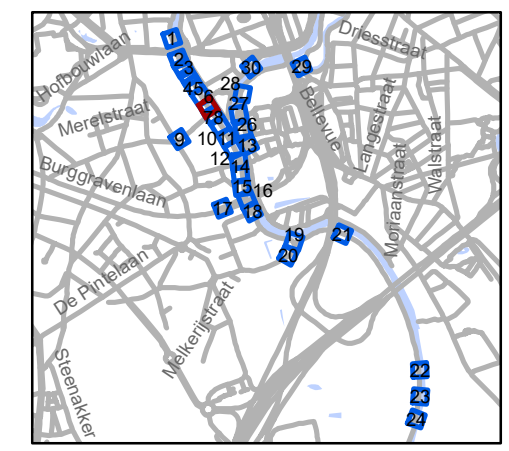 1
Driesstraat
Hofbouwlaan
2
3
30
29
28
4
5
6
Bellevue
27
Langestraat
Merelstraat
7
8
26
Walstraat
9
10
11
13
12
14
Burggravenlaan
15
16
Moriaanstraat
17
18
19
21
20
De Pintelaan
Melkerijstraat
Steenakker
22
23
24